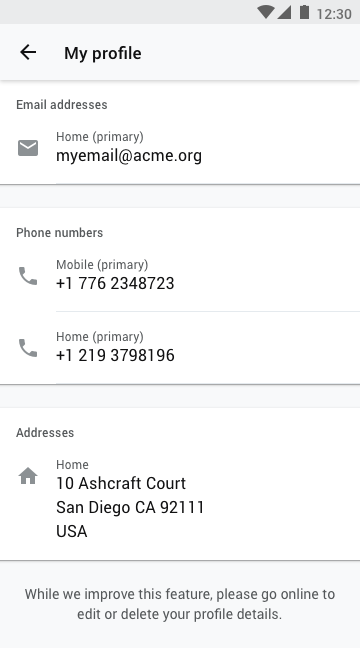 12:30
My profile
Email addresses
Home (primary)
myemail@acme.org
Phone numbers
Mobile (primary)
+1 776 2348723
Home (primary)
+1 219 3798196
Addresses
Home
10 Ashcraft Court
San Diego CA 92111
USA
While we improve this feature, please go online to
edit or delete your profile details.